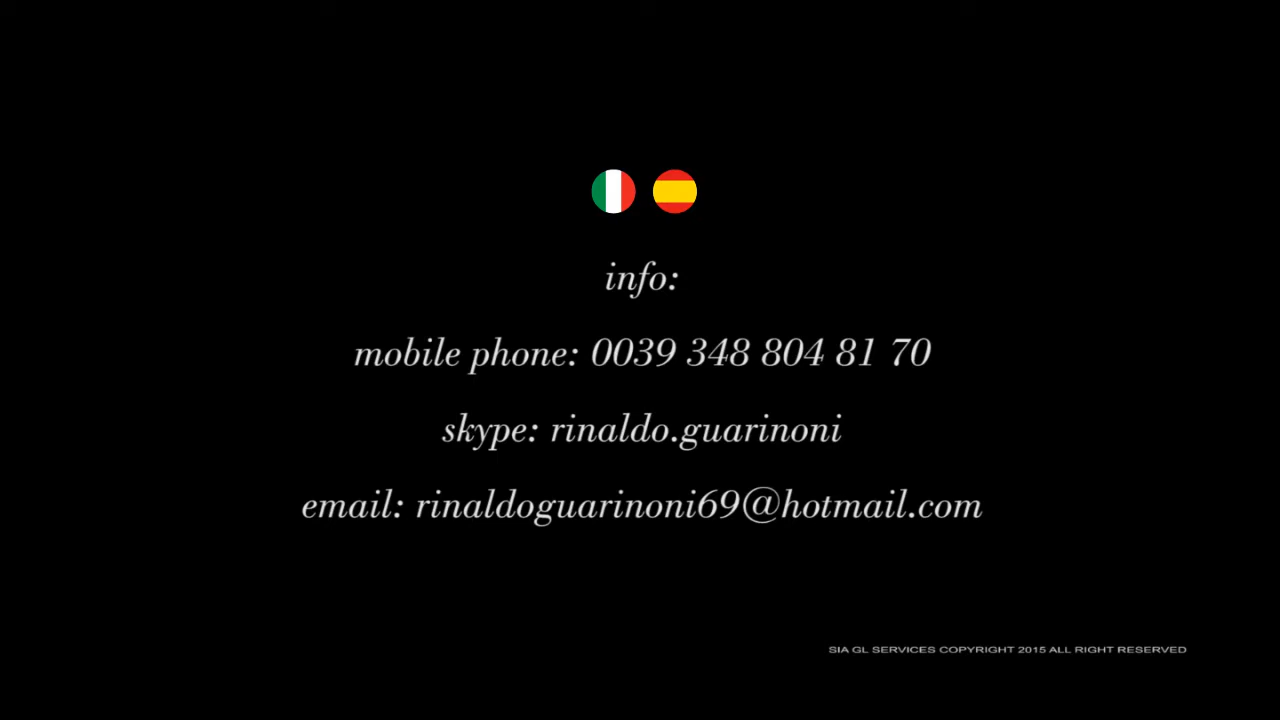 info:
mobile phone: 0039 348 804 81 70
skype: rinaldo.guarinoni
email: rinaldoguarinoni69@hotmail.com
SIA GL SERVICES COPYRIGHT 2015 ALL RIGHT RESERVED